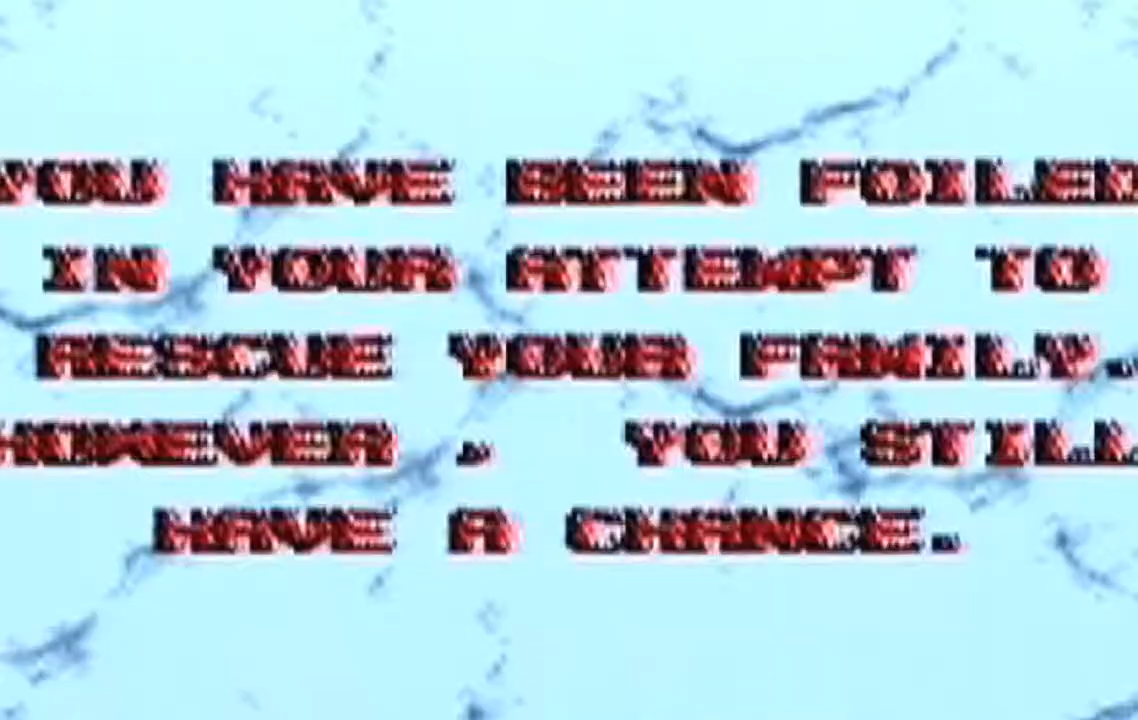 YOU HAVE BEEN FOILED
IN YOUR ATTEMPT TO
RESCUE YOUR FAMILY.
HOWEVER , YOU STILL
HAVE A CHANCE.